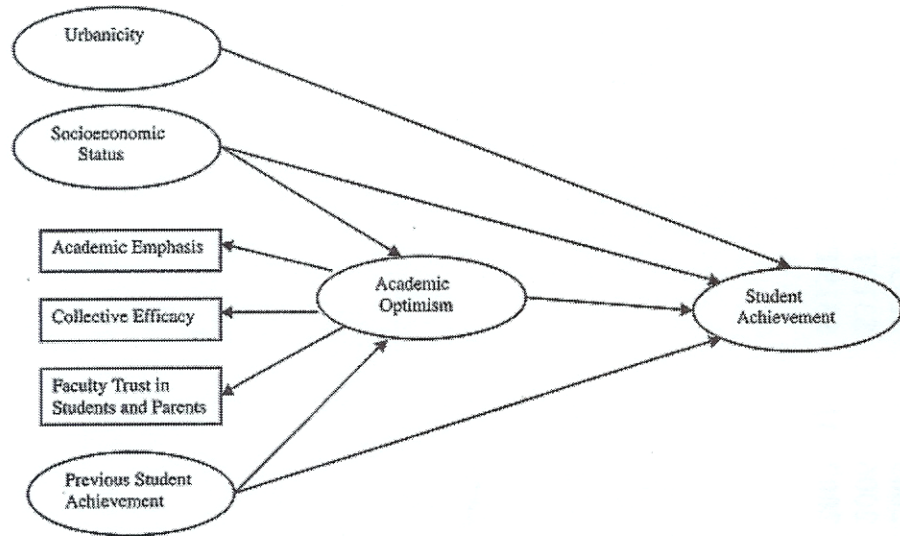 Urbanicity
Socioeconomic
Status
Academic Emphasis
Collective Efficacy
Faculty Trust in
Students and Parents
Previous Student
Achievement
Academic
Optimism
Student
Achievement